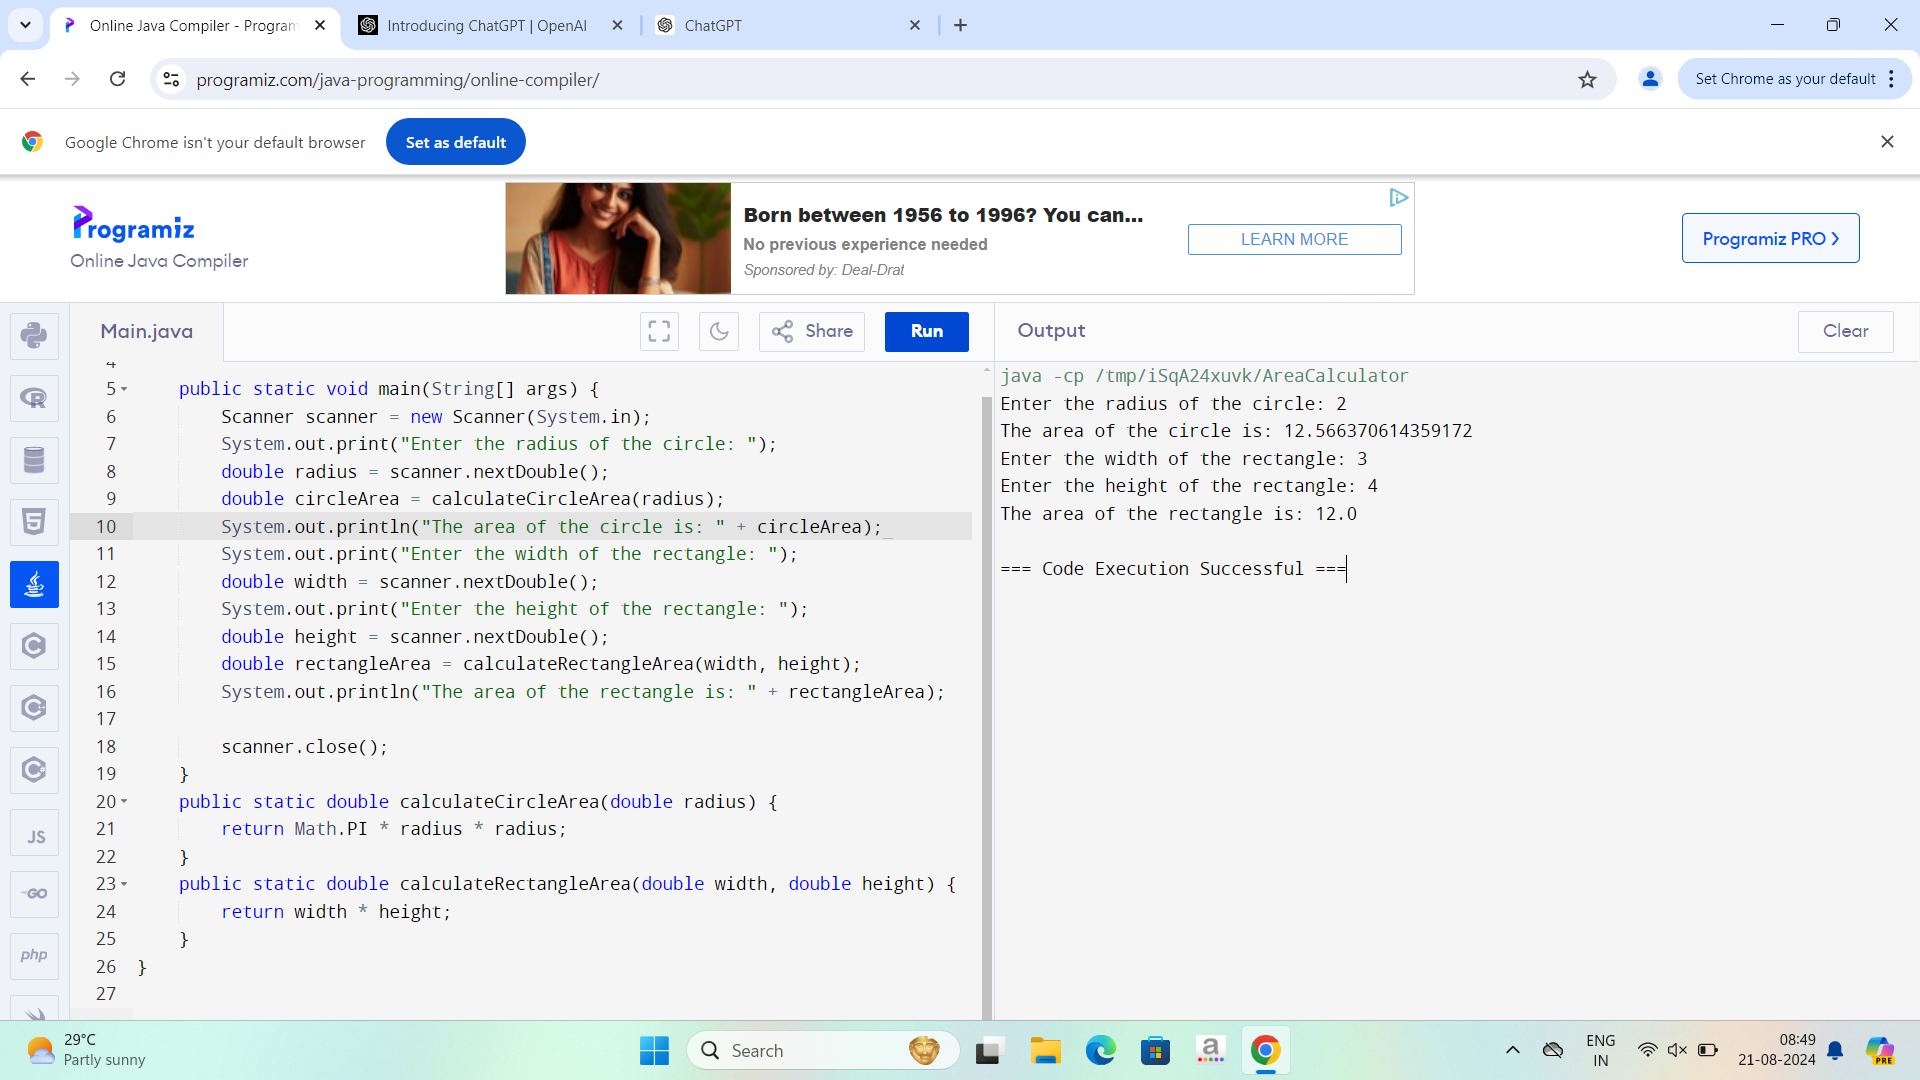 Online Java Compiler - Program
Introducing ChatGPT | OpenAI
ChatGPT
programiz.com/java-programming/online-compiler/
Set Chrome as your default
Google Chrome isn't your default browser
Set as default
Programiz
Online Java Compiler
Born between 1956 to 1996? You can...
No previous experience needed
Sponsored by: Deal-Draft
LEARN MORE
Programiz PRO
Main.java
Share
Run
Output
Clear
4
5 public static void main(String[] args) {
6 Scanner scanner = new Scanner(System.in);
7 System.out.print("Enter the radius of the circle: ");
8 double radius = scanner.nextDouble();
9 double circleArea = calculateCircleArea(radius);
10 System.out.println("The area of the circle is: " + circleArea);_
11 System.out.print("Enter the width of the rectangle: ");
12 double width = scanner.nextDouble();
13 System.out.print("Enter the height of the rectangle: ");
14 double height = scanner.nextDouble();
15 double rectangleArea = calculateRectangleArea(width, height);
16 System.out.println("The area of the rectangle is: " + rectangleArea);
17
18 scanner.close();
19 }
20 public static double calculateCircleArea(double radius) {
21 return Math.PI * radius * radius;
22 }
23 public static double calculateRectangleArea(double width, double height) {
24 return width * height;
25 }
26 }
27
java -cp /tmp/iSqA24xuvk/AreaCalculator
Enter the radius of the circle: 2
The area of the circle is: 12.566370614359172
Enter the width of the rectangle: 3
Enter the height of the rectangle: 4
The area of the rectangle is: 12.0
=== Code Execution Successful ===
JS
GO
php
29°C
Partly sunny
Search
ENG
IN
08:49
21-08-2024
PRE